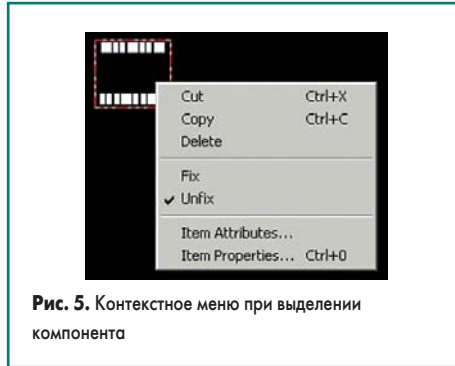 Cut Ctrl+X
Copy Ctrl+C
Delete
Fix
✔ Unfix
Item Attributes...
Item Properties... Ctrl+0
Рис. 5. Контекстное меню при выделении
компонента